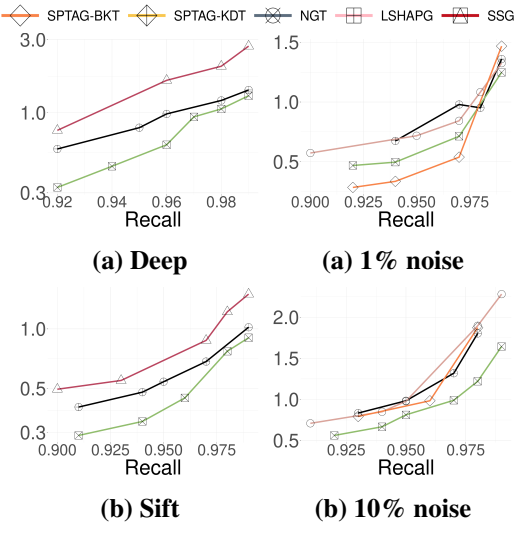 SPTAG-BKT SPTAG-KDT NGT LSHAPG SSG
3.0
1.0
0.3
0.92 0.94 0.96 0.98
Recall
(a) Deep
1.5
1.0
0.5
0.900 0.925 0.950 0.975
Recall
(a) 1% noise
1.0
0.5
0.3
0.900 0.925 0.950 0.975
Recall
(b) Sift
2.0
1.5
1.0
0.5
0.925 0.950 0.975
Recall
(b) 10% noise